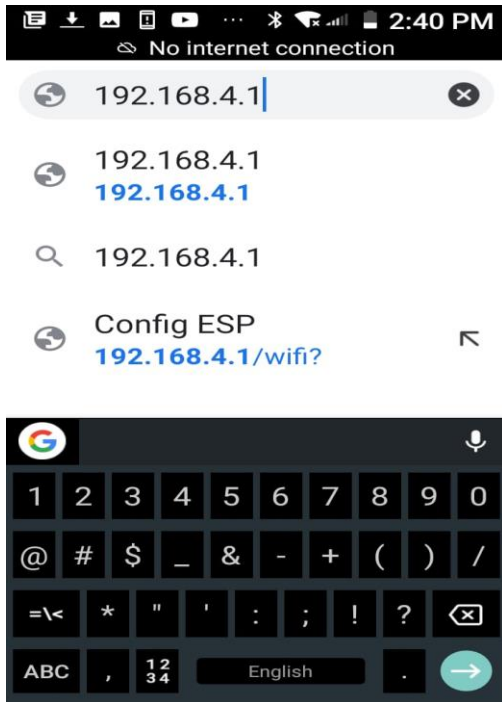 2:40 PM
No internet connection
192.168.4.1
192.168.4.1
192.168.4.1
192.168.4.1
Config ESP
192.168.4.1/wifi?
G
1 2 3 4 5 6 7 8 9 0
@ # $ _ & - + ( ) /
=\< * " ' : ; ! ?
ABC , 12 34 English .